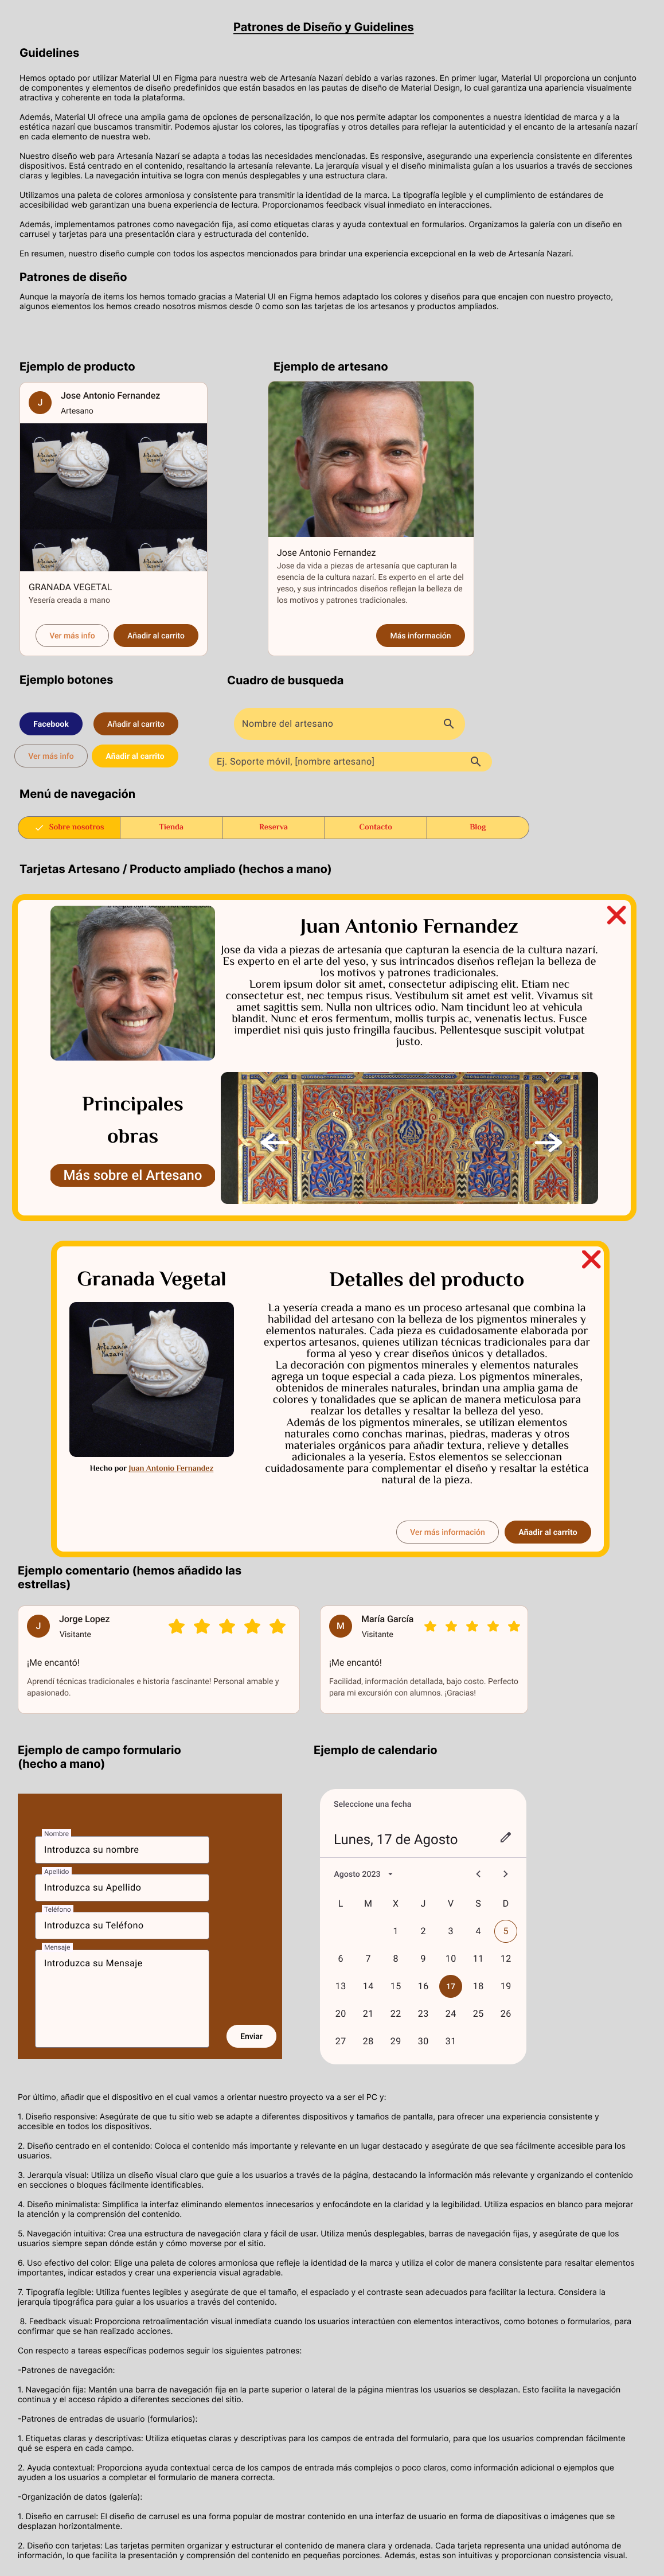 Patrones de Diseño y Guidelines
Guidelines
Hemos optado por utilizar Material UI en Figma para nuestra web de Artesanía Nazarí debido a varias razones. En primer lugar, Material UI proporciona un conjunto
de componentes y elementos de diseño predefinidos que están basados en las pautas de diseño de Material Design, lo cual garantiza una apariencia visualmente
atractiva y coherente en toda la plataforma.
Además, Material UI ofrece una amplia gama de opciones de personalización, lo que nos permite adaptar los componentes a nuestra identidad de marca y a la
estética nazarí que buscamos transmitir. Podemos ajustar los colores, las tipografías y otros detalles para reflejar la autenticidad y el encanto de la artesanía nazarí
en cada elemento de nuestra web.
Nuestro diseño web para Artesanía Nazarí se adapta a todas las necesidades mencionadas. Es responsive, asegurando una experiencia consistente en diferentes
dispositivos. Está centrado en el contenido, resaltando la artesanía nazarí. La jerarquía visual y el diseño minimalista guían a los usuarios a través de secciones
claras y legibles. La navegación intuitiva se logra con menús desplegables y una estructura clara.
Utilizamos una paleta de colores armoniosa y consistente para transmitir la identidad de la marca. La tipografía legible y el cumplimiento de estándares de
accesibilidad web garantizan una buena experiencia de lectura. Proporcionamos feedback visual inmediato en interacciones.
Además, implementamos patrones como navegación fija, así como etiquetas claras y ayuda contextual en formularios. Organizamos la galería con un diseño en
carrusel y tarjetas para una presentación clara y estructurada del contenido.
En resumen, nuestro diseño cumple con todos los aspectos mencionados para brindar una experiencia excepcional en la web de Artesanía Nazarí.
Patrones de diseño
Aunque la mayoría de items los hemos tomado gracias a Material UI en Figma hemos adaptado los colores y diseños para que encajen con nuestro proyecto,
algunos elementos los hemos creado nosotros mismos desde 0 como son las tarjetas de los artesanos y productos ampliados.
Ejemplo de producto
Ejemplo de artesano
J
Jose Antonio Fernandez
Artesano
Artesanía Nazarí
Artesanía Nazarí
Artesanía Nazarí
Artesanía Nazarí
GRANADA VEGETAL
Yesería creada a mano
Ver más info
Añadir al carrito
Jose Antonio Fernandez
Jose da vida a piezas de artesanía que capturan la
esencia de la cultura nazarí. Es experto en el arte del
yeso, y sus intrincados diseños reflejan la belleza de
los motivos y patrones tradicionales.
Más información
Ejemplo botones
Cuadro de busqueda
Facebook
Añadir al carrito
Ver más info
Añadir al carrito
Nombre del artesano
Ej. Soporte móvil, [nombre artesano]
Menú de navegación
Sobre nosotros
Tienda
Reserva
Contacto
Blog
Tarjetas Artesano / Producto ampliado (hechos a mano)
Juan Antonio Fernandez
Jose da vida a piezas de artesanía que capturan la esencia de la cultura nazarí.
Es experto en el arte del yeso, y sus intrincados diseños reflejan la belleza de
los motivos y patrones tradicionales.
Lorem ipsum dolor sit amet, consectetur adipiscing elit. Etiam nec
consectetur est, nec tempus risus. Vestibulum sit amet est velit. Vivamus sit
amet sagittis sem. Nulla non ultrices odio. Nam tincidunt leo at vehicula
blandit. Nunc et eros fermentum, mollis turpis ac, venenatis lectus. Fusce
imperdiet nisi quis justo fringilla faucibus. Pellentesque suscipit volutpat
justo.
Principales
obras
Más sobre el Artesano
Granada Vegetal
Artesanía Nazarí
Hecho por Juan Antonio Fernandez
Detalles del producto
La yesería creada a mano es un proceso artesanal que combina la
habilidad del artesano con la belleza de los pigmentos minerales y
elementos naturales. Cada pieza es cuidadosamente elaborada por
expertos artesanos, quienes utilizan técnicas tradicionales para dar
forma al yeso y crear diseños únicos y detallados.
La decoración con pigmentos minerales y elementos naturales
agrega un toque especial a cada pieza. Los pigmentos minerales,
obtenidos de minerales naturales, brindan una amplia gama de
colores y tonalidades que se aplican de manera meticulosa para
realzar los detalles y resaltar la belleza del yeso.
Además de los pigmentos minerales, se utilizan elementos
naturales como conchas marinas, piedras, maderas y otros
materiales orgánicos para añadir textura, relieve y detalles
adicionales a la yesería. Estos elementos se seleccionan
cuidadosamente para complementar el diseño y resaltar la estética
natural de la pieza.
Ver más información
Añadir al carrito
Ejemplo comentario (hemos añadido las
estrellas)
J
Jorge Lopez
Visitante
¡Me encantó!
Aprendí técnicas tradicionales e historia fascinante! Personal amable y
apasionado.
M
María García
Visitante
¡Me encantó!
Facilidad, información detallada, bajo costo. Perfecto
para mi excursión con alumnos. ¡Gracias!
Ejemplo de campo formulario
(hecho a mano)
Ejemplo de calendario
Nombre
Introduzca su nombre
Apellido
Introduzca su Apellido
Teléfono
Introduzca su Teléfono
Mensaje
Introduzca su Mensaje
Enviar
Seleccione una fecha
Lunes, 17 de Agosto
Agosto 2023
L M X J V S D
1 2 3 4 5
6 7 8 9 10 11 12
13 14 15 16 17 18 19
20 21 22 23 24 25 26
27 28 29 30 31
Por último, añadir que el dispositivo en el cual vamos a orientar nuestro proyecto va a ser el PC y:
1. Diseño responsive: Asegúrate de que tu sitio web se adapte a diferentes dispositivos y tamaños de pantalla, para ofrecer una experiencia consistente y
accesible en todos los dispositivos.
2. Diseño centrado en el contenido: Coloca el contenido más importante y relevante en un lugar destacado y asegúrate de que sea fácilmente accesible para los
usuarios.
3. Jerarquía visual: Utiliza un diseño visual claro que guíe a los usuarios a través de la página, destacando la información más relevante y organizando el contenido
en secciones o bloques fácilmente identificables.
4. Diseño minimalista: Simplifica la interfaz eliminando elementos innecesarios y enfocándote en la claridad y la legibilidad. Utiliza espacios en blanco para mejorar
la atención y la comprensión del contenido.
5. Navegación intuitiva: Crea una estructura de navegación clara y fácil de usar. Utiliza menús desplegables, barras de navegación fijas, y asegúrate de que los
usuarios siempre sepan dónde están y cómo moverse por el sitio.
6. Uso efectivo del color: Elige una paleta de colores armoniosa que refleje la identidad de la marca y utiliza el color de manera consistente para resaltar elementos
importantes, indicar estados y crear una experiencia visual agradable.
7. Tipografía legible: Utiliza fuentes legibles y asegúrate de que el tamaño, el espaciado y el contraste sean adecuados para facilitar la lectura. Considera la
jerarquía tipográfica para guiar a los usuarios a través del contenido.
8. Feedback visual: Proporciona retroalimentación visual inmediata cuando los usuarios interactúen con elementos interactivos, como botones o formularios, para
confirmar que se han realizado acciones.
Con respecto a tareas específicas podemos seguir los siguientes patrones:
-Patrones de navegación:
1. Navegación fija: Mantén una barra de navegación fija en la parte superior o lateral de la página mientras los usuarios se desplazan. Esto facilita la navegación
continua y el acceso rápido a diferentes secciones del sitio.
-Patrones de entradas de usuario (formularios):
1. Etiquetas claras y descriptivas: Utiliza etiquetas claras y descriptivas para los campos de entrada del formulario, para que los usuarios comprendan fácilmente
qué se espera en cada campo.
2. Ayuda contextual: Proporciona ayuda contextual cerca de los campos de entrada más complejos o poco claros, como información adicional o ejemplos que
ayuden a los usuarios a completar el formulario de manera correcta.
-Organización de datos (galería):
1. Diseño en carrusel: El diseño de carrusel es una forma popular de mostrar contenido en una interfaz de usuario en forma de diapositivas o imágenes que se
desplazan horizontalmente.
2. Diseño con tarjetas: Las tarjetas permiten organizar y estructurar el contenido de manera clara y ordenada. Cada tarjeta representa una unidad autónoma de
información, lo que facilita la presentación y comprensión del contenido en pequeñas porciones. Además, estas son intuitivas y proporcionan consistencia visual.